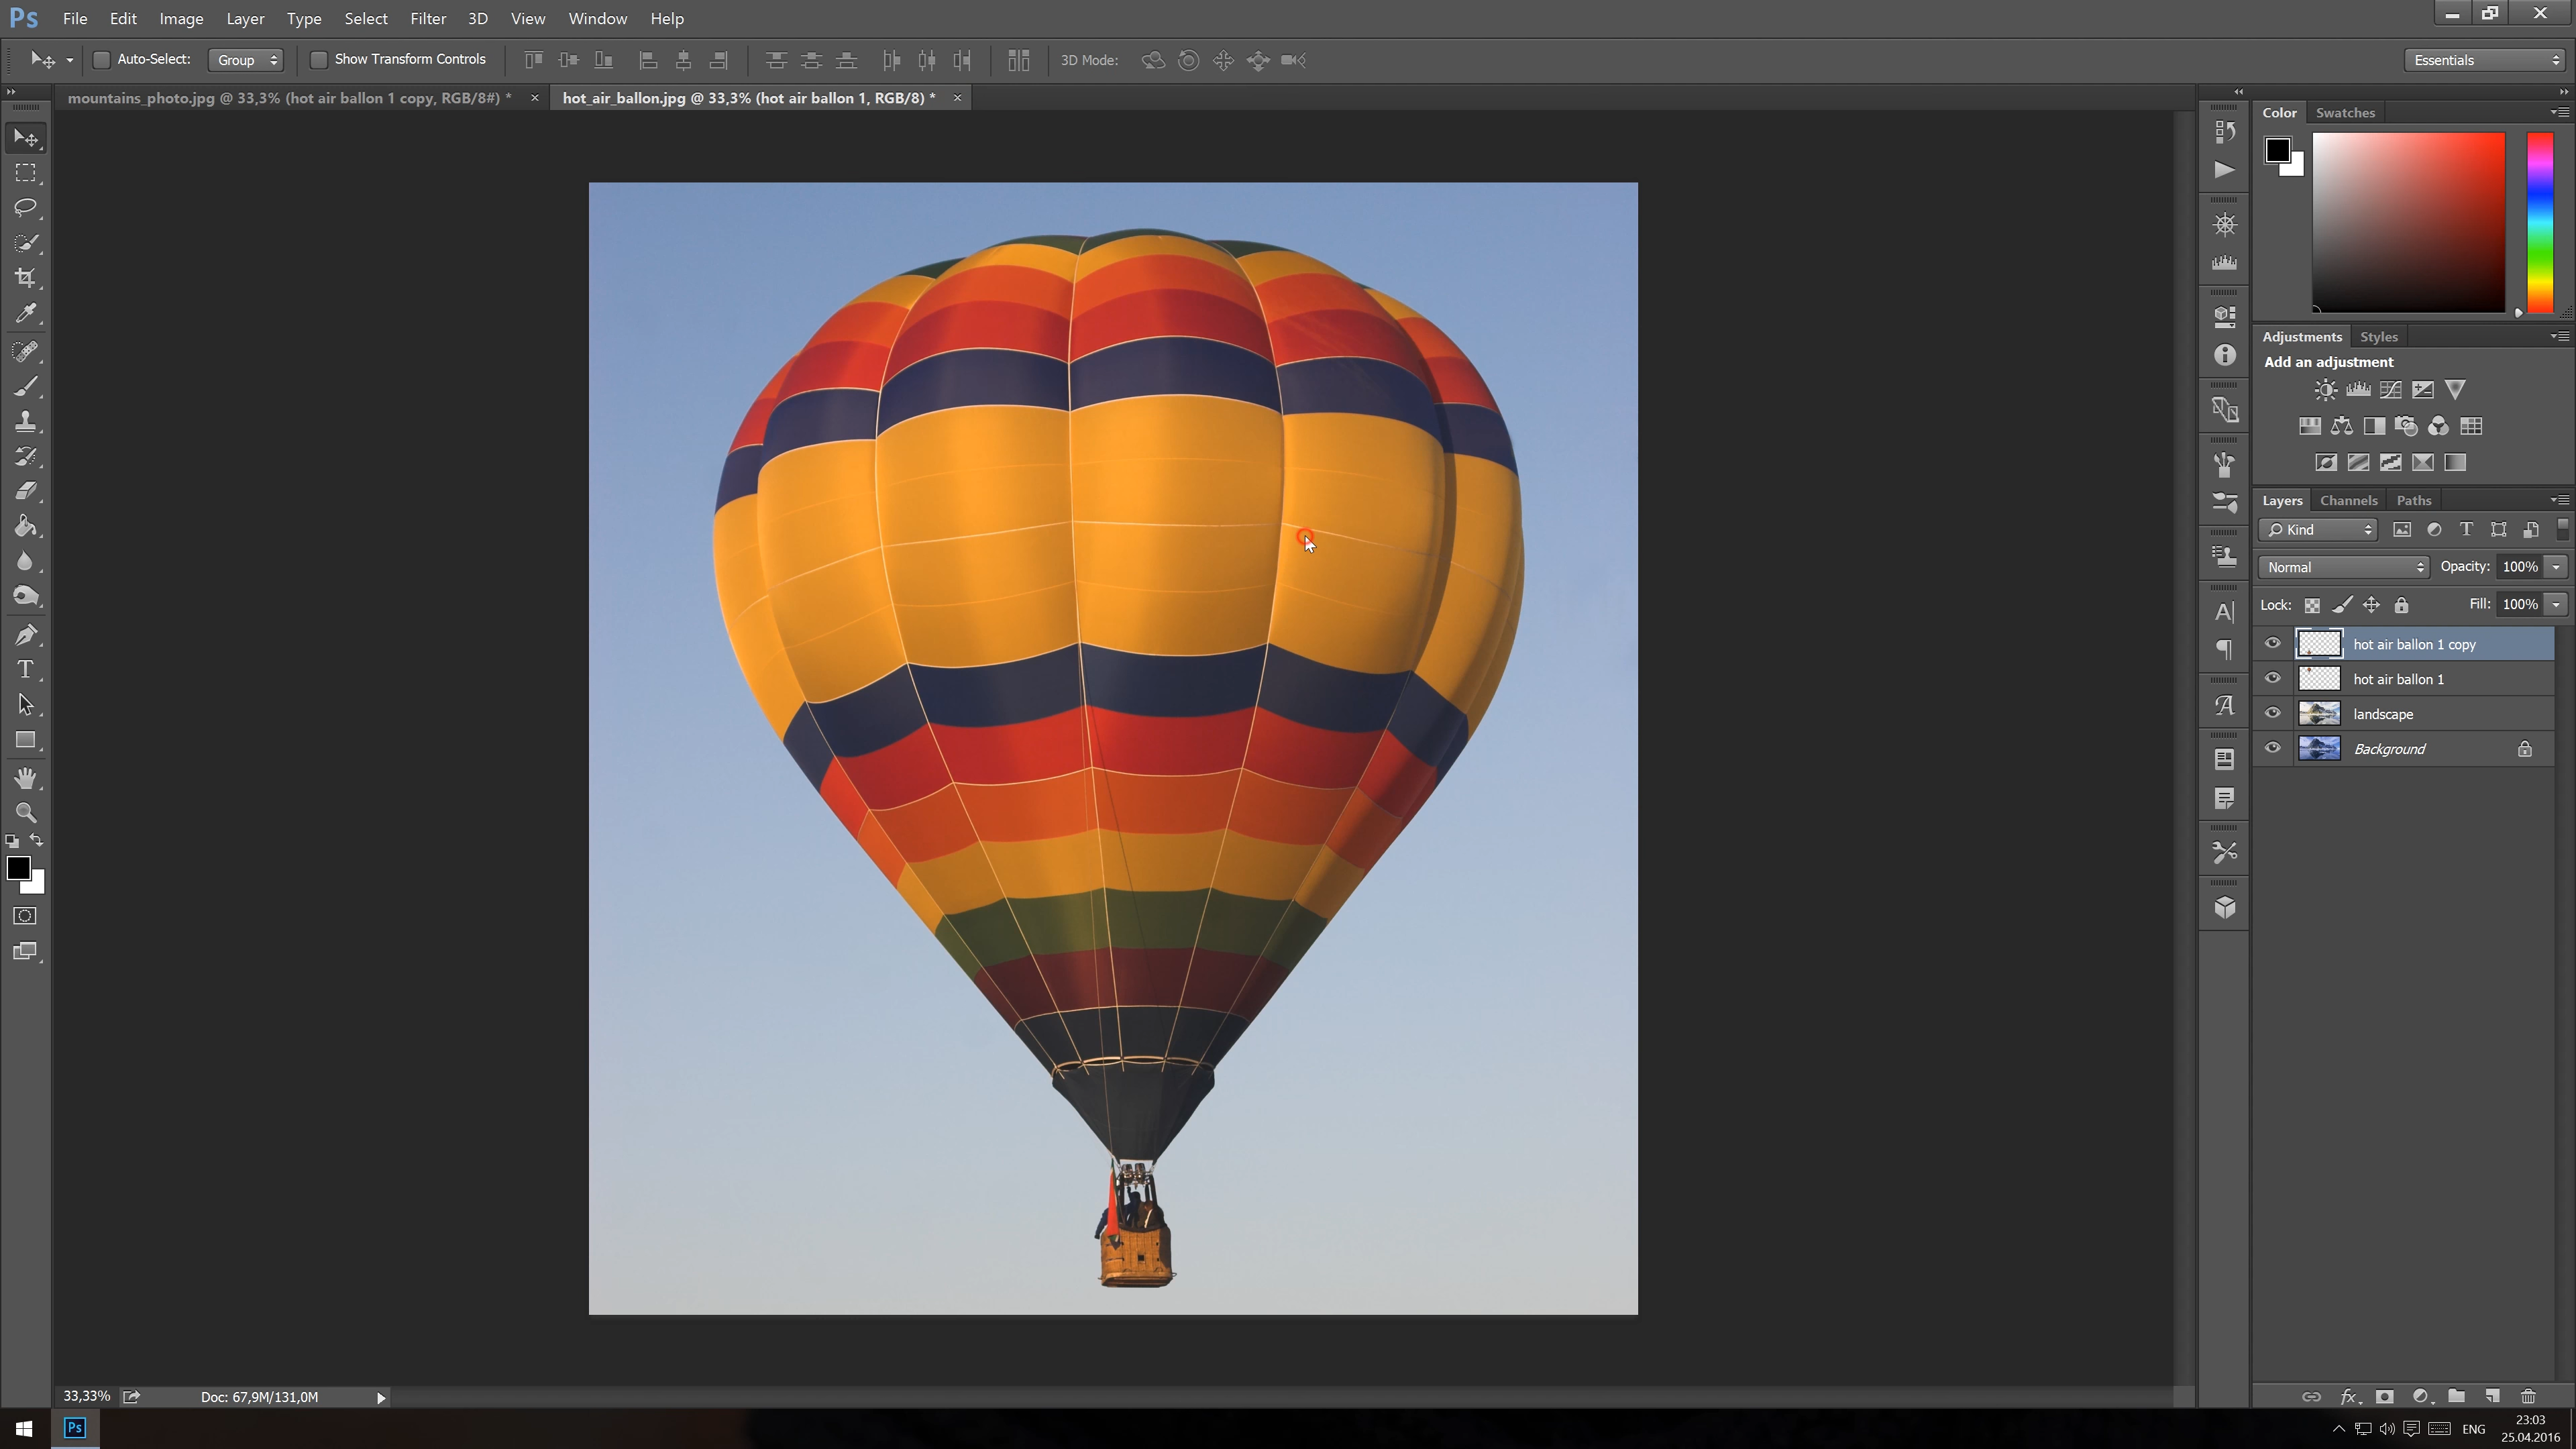 Ps File Edit Image Layer Type Select Filter 3D View Window Help
Auto-Select: Group Show Transform Controls 3D Mode: Essentials
mountains_photo.jpg @ 33,3% (hot air ballon 1 copy, RGB/8#) * × hot_air_ballon.jpg @ 33,3% (hot air ballon 1, RGB/8) * ×
Color Swatches
Adjustments Styles
Add an adjustment
Layers Channels Paths
Kind
Normal Opacity: 100%
Lock: Fill: 100%
hot air ballon 1 copy
hot air ballon 1
landscape
Background
33,33% Doc: 67,9M/131,0M
Ps ENG 23:03
25.04.2016